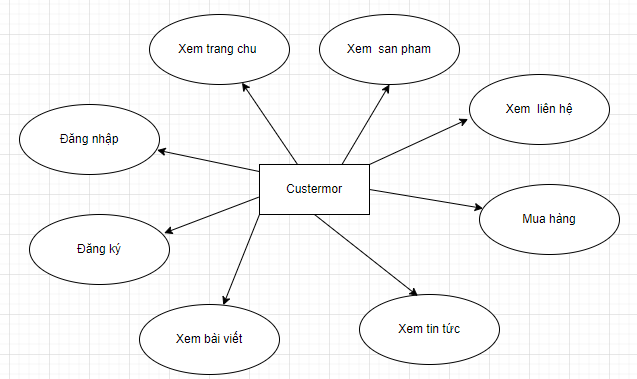 Xem trang chu
Xem  san pham
Xem  liên hệ
Đăng nhập
Custermor
Mua hàng
Đăng ký
Xem tin tức
Xem bài viết